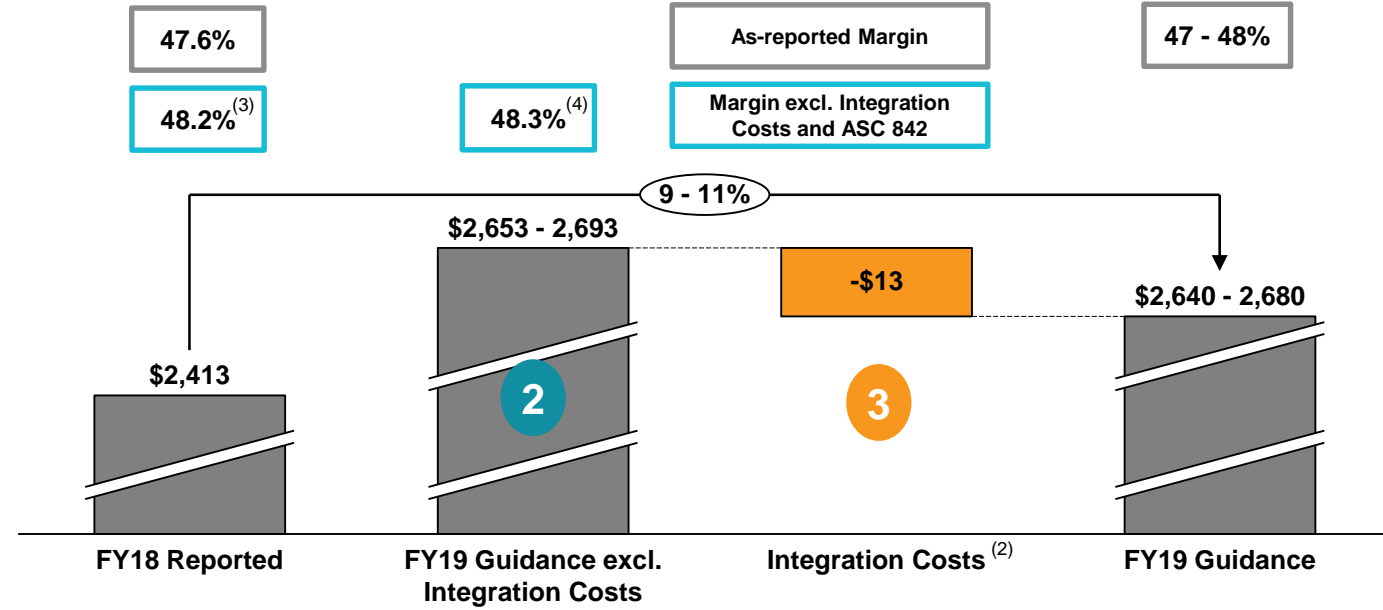 47.6%
As-reported Margin
47 - 48%
48.2%(3)
48.3%(4)
Margin excl. Integration
Costs and ASC 842
9 - 11%
$2,653 - 2,693
-$13
$2,640 - 2,680
$2,413
2
3
FY18 Reported
FY19 Guidance excl.
Integration Costs
Integration Costs (2)
FY19 Guidance